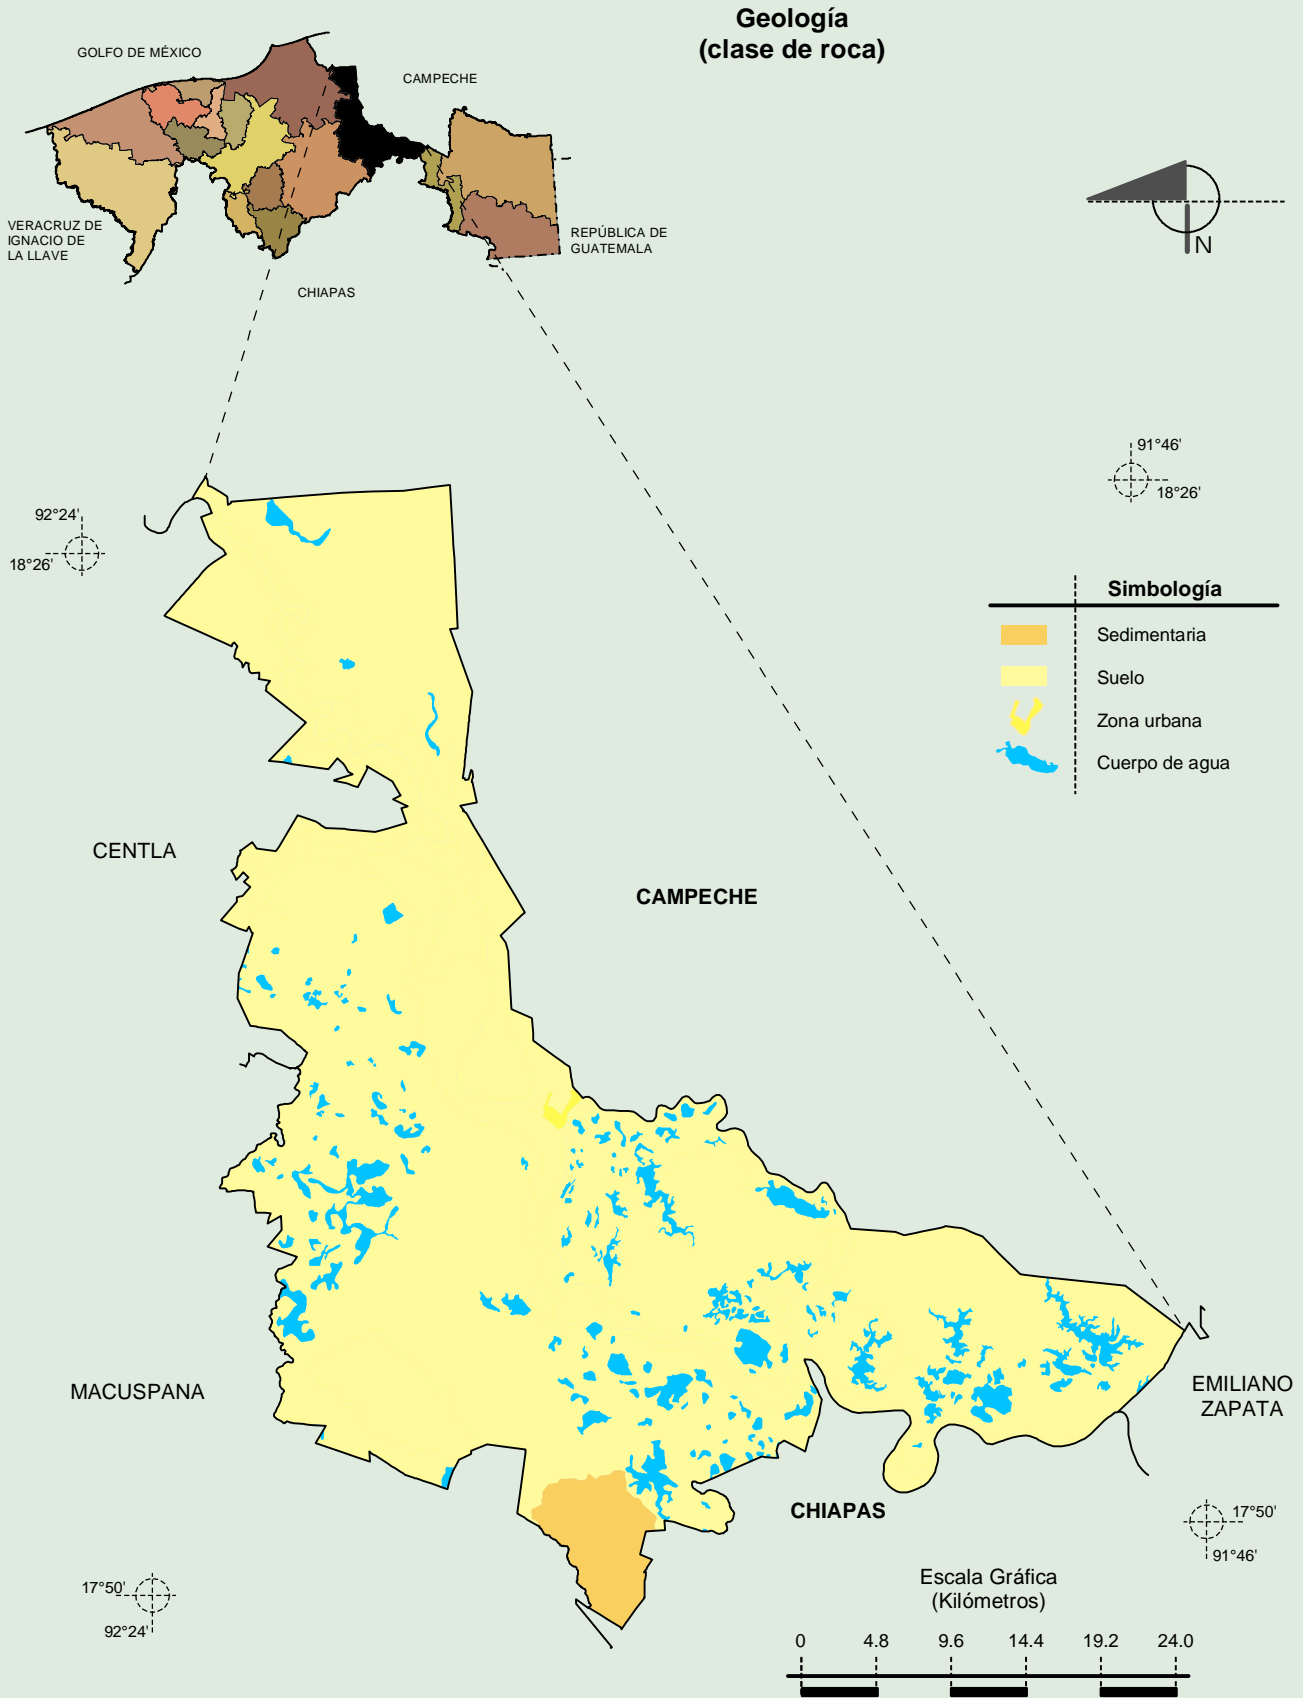 Geología
(clase de roca)
GOLFO DE MÉXICO
CAMPECHE
VERACRUZ DE
IGNACIO DE
LA LLAVE
REPÚBLICA DE
GUATEMALA
CHIAPAS
N
91°46'
18°26'
92°24'
18°26'
Simbología
Sedimentaria
Suelo
Zona urbana
Cuerpo de agua
CENTLA
CAMPECHE
MACUSPANA
EMILIANO
ZAPATA
CHIAPAS
17°50'
91°46'
17°50'
92°24'
Escala Gráfica
(Kilómetros)
0 4.8 9.6 14.4 19.2 24.0